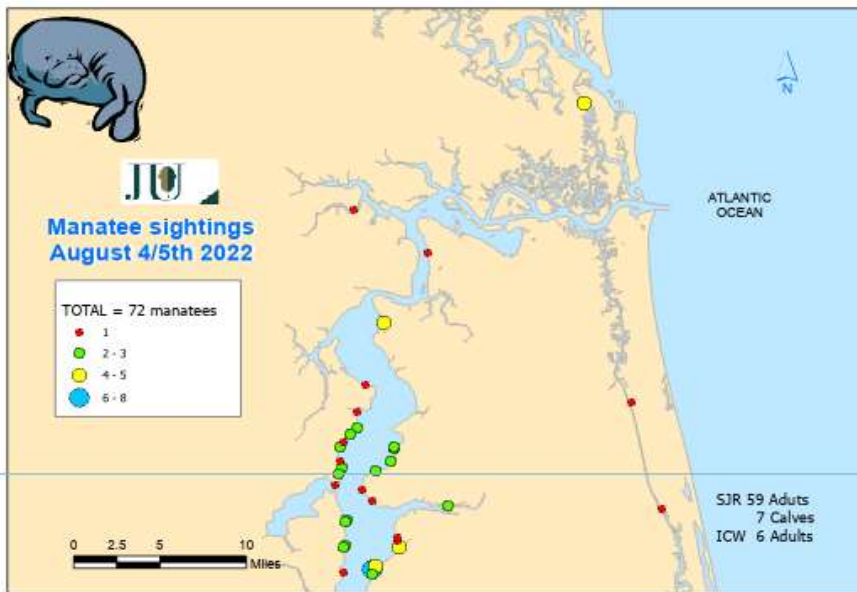 N
JU
ATLANTIC
OCEAN
Manatee sightings
August 4/5th 2022
TOTAL = 72 manatees
1
2 - 3
4 - 5
6 - 8
SJR 59 Aduts
7 Calves
ICW 6 Adults
0 2.5 5 10
Miles